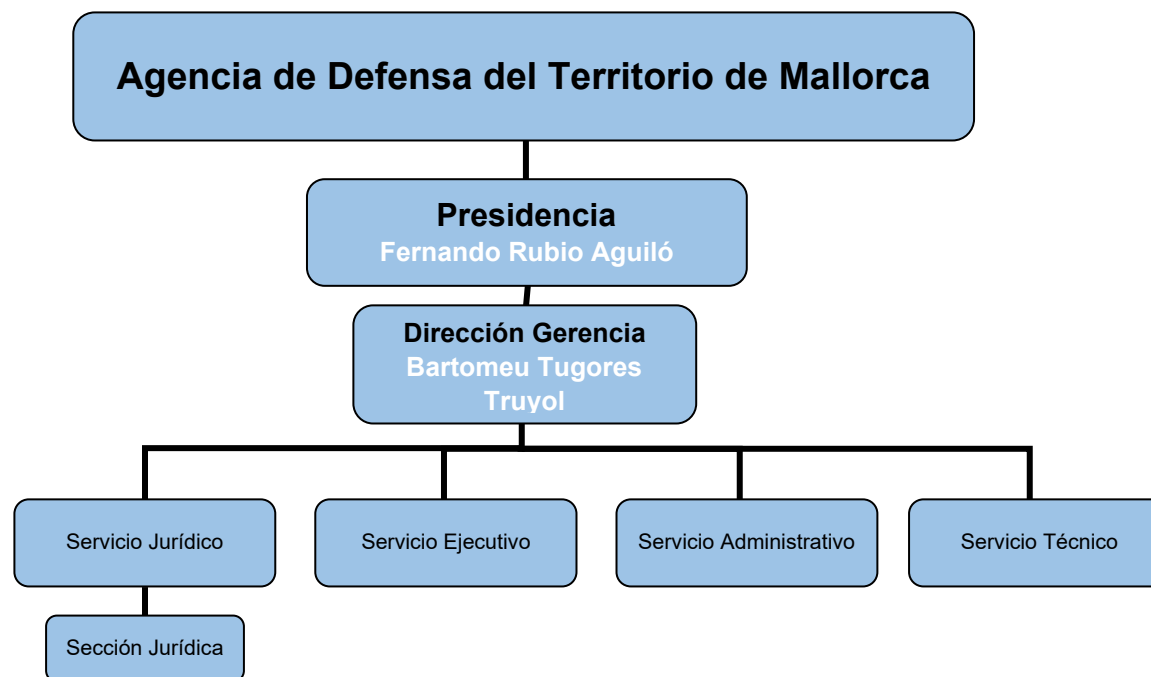 Agencia de Defensa del Territorio de Mallorca
Presidencia
Fernando Rubio Aguiló
Dirección Gerencia
Bartomeu Tugores
Truyol
Servicio Jurídico
Servicio Ejecutivo
Servicio Administrativo
Servicio Técnico
Sección Jurídica